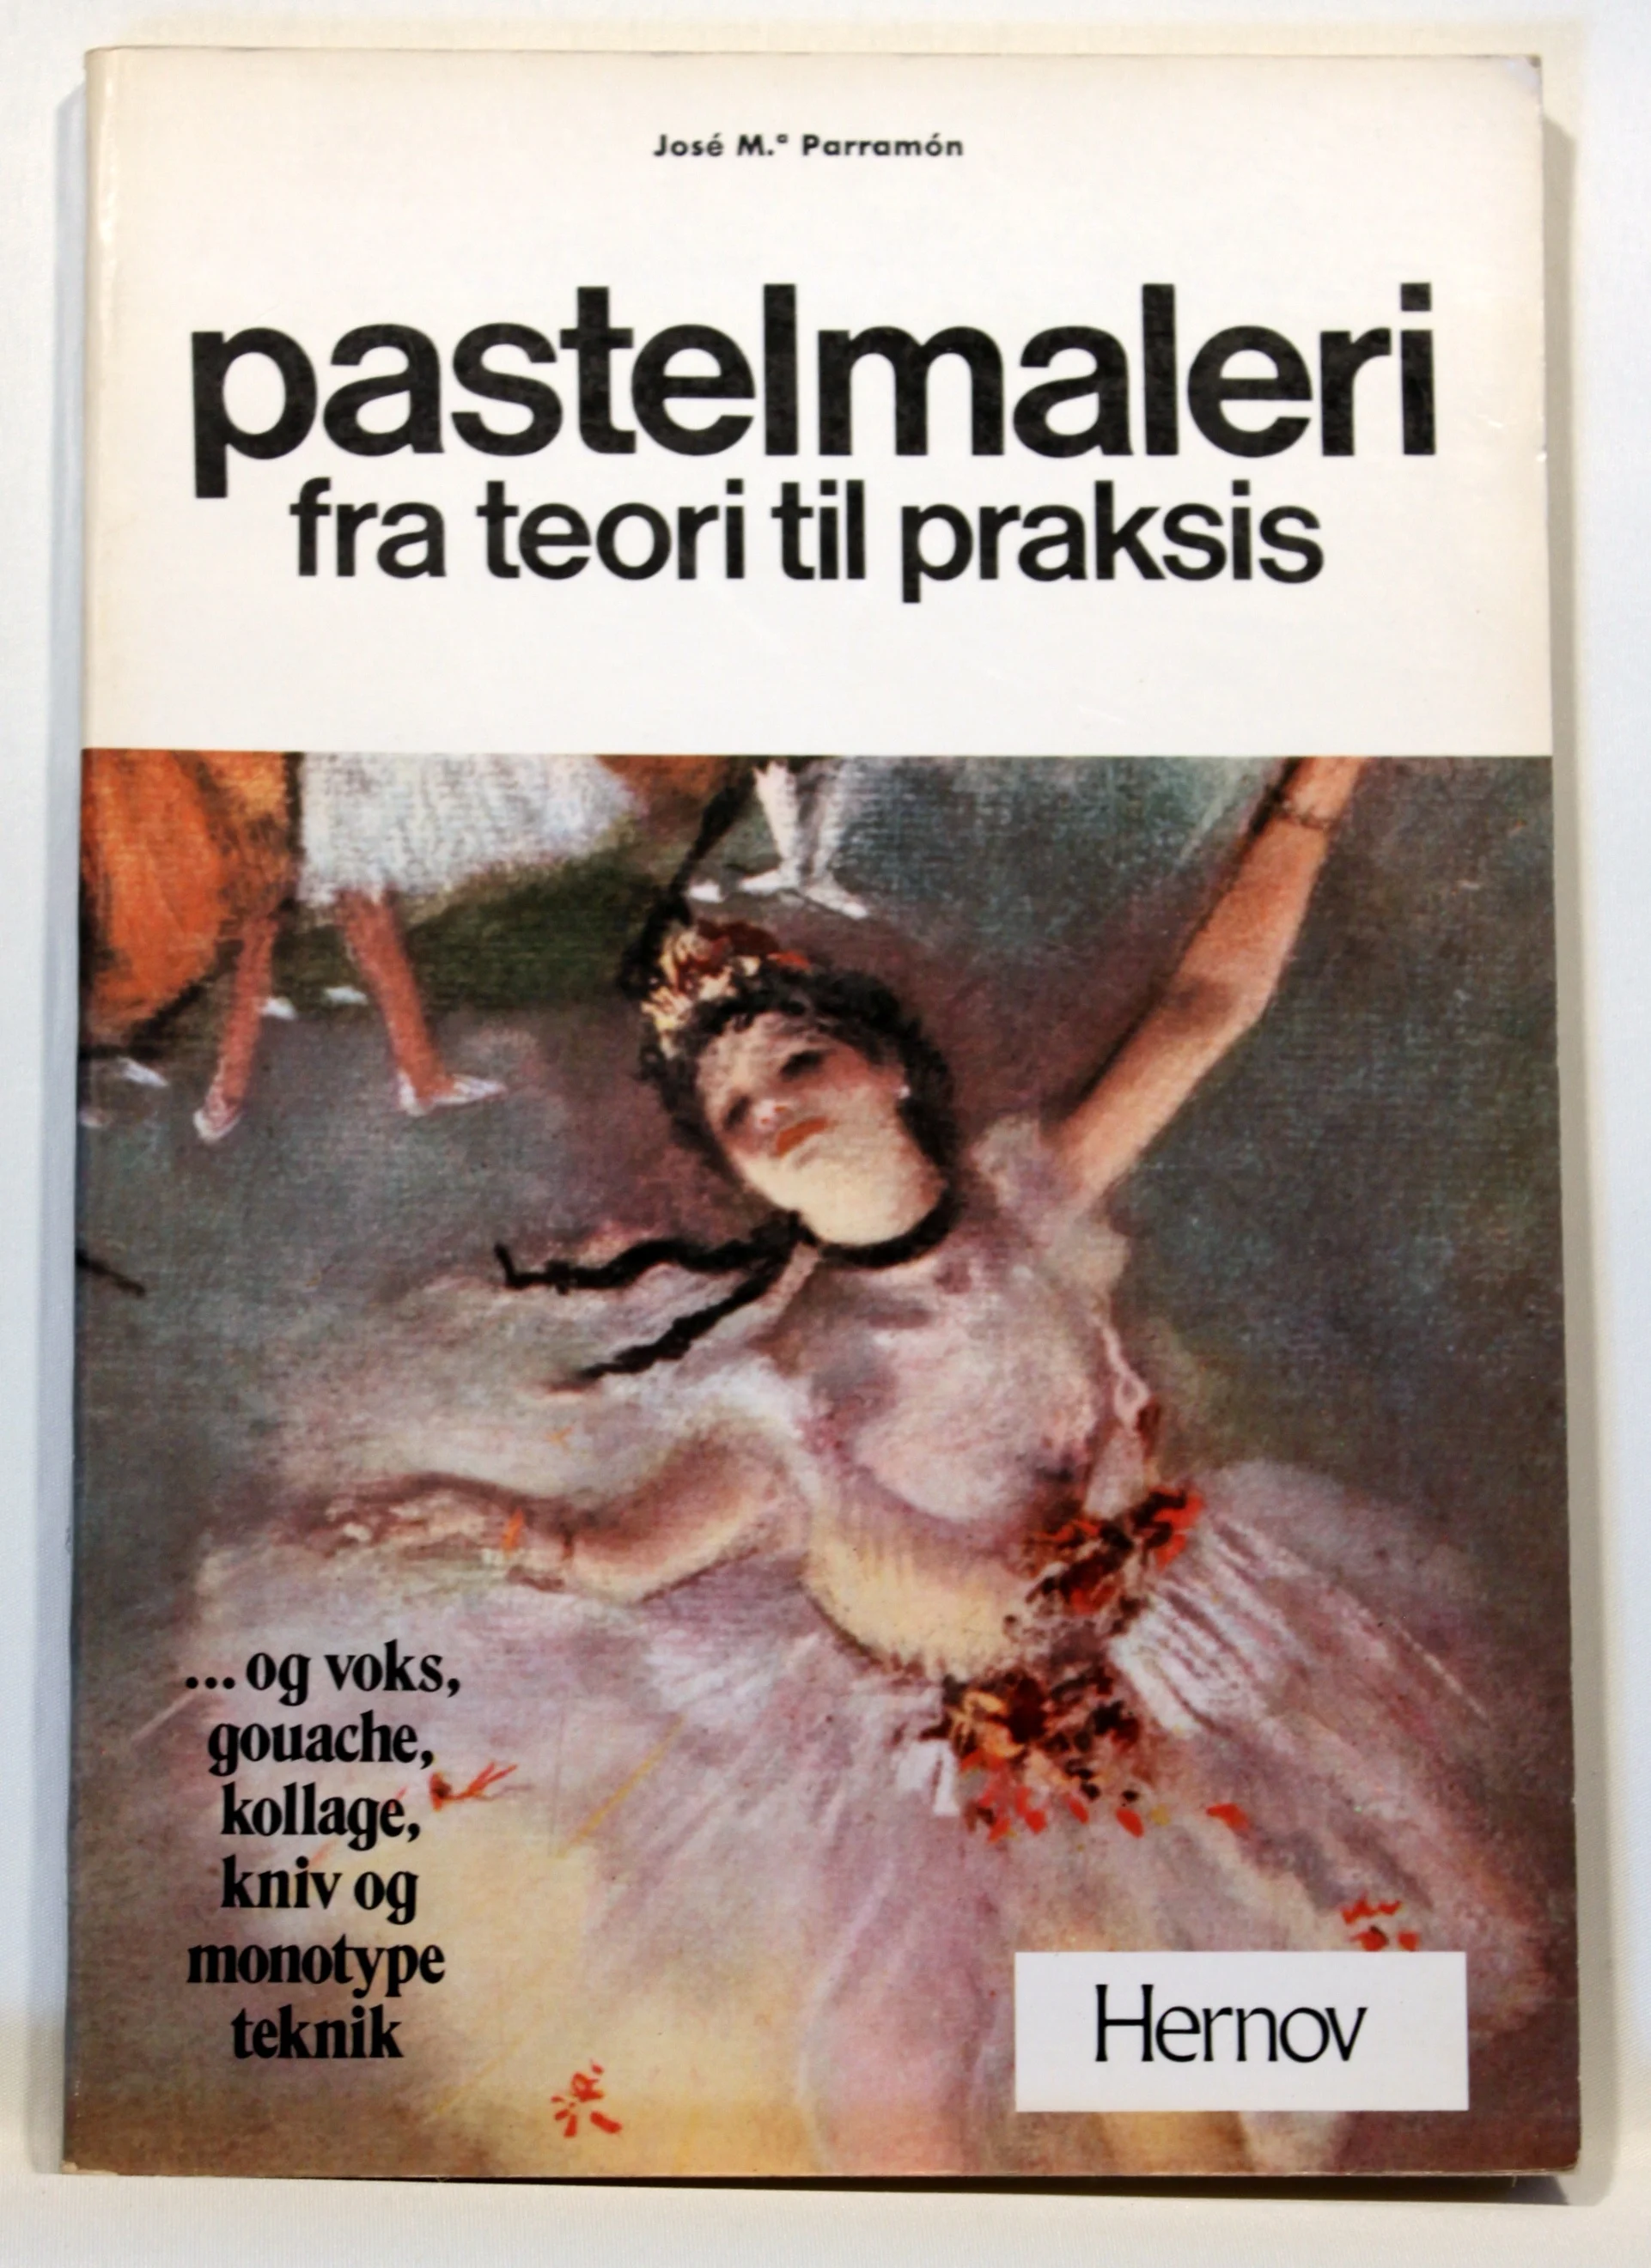 José M.ª Parramón
pastelmaleri
fra teori til praksis
...og voks,
gouache,
kollage,
kniv og
monotype
teknik
Hernov